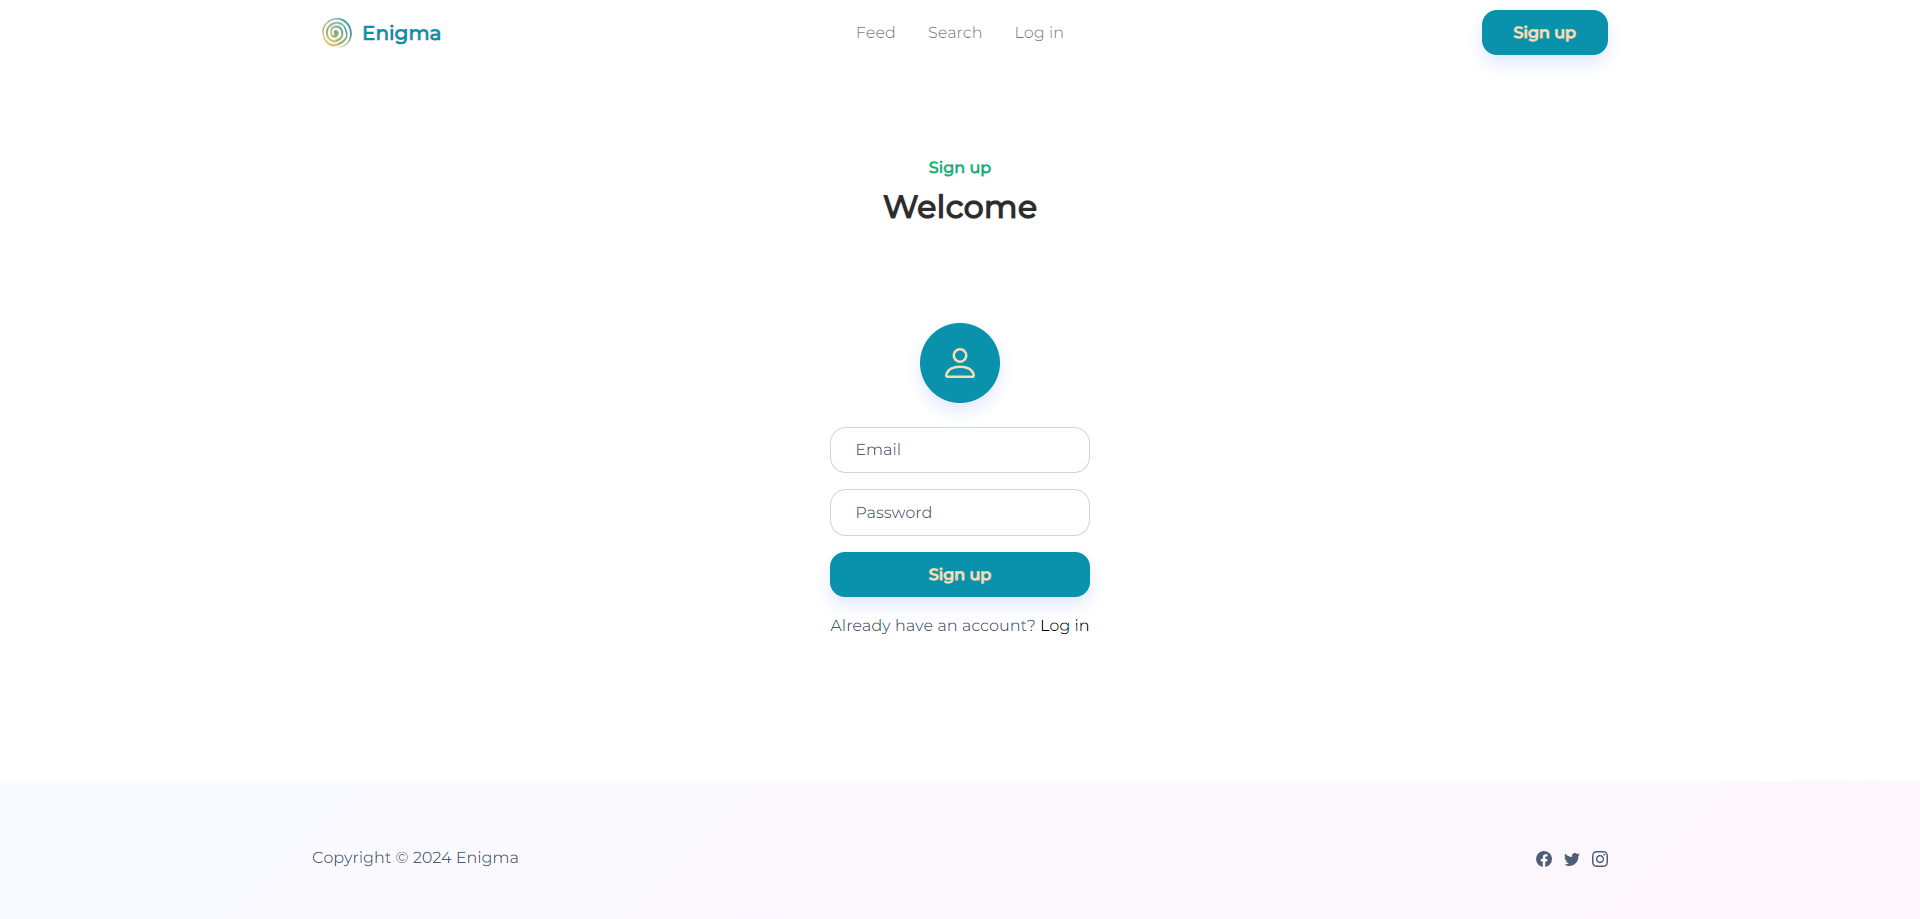 Enigma
Feed Search Log in
Sign up
Sign up
Welcome
Email
Password
Sign up
Already have an account? Log in
Copyright © 2024 Enigma